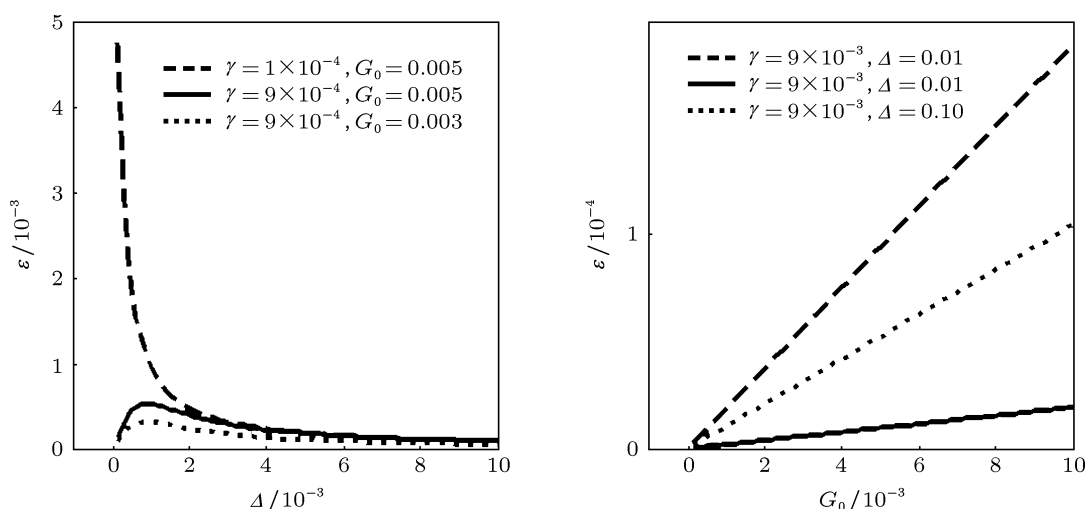 5
4
3
2
1
0
ε/10⁻³
γ=1×10⁻⁴, G₀=0.005
γ=9×10⁻⁴, G₀=0.005
γ=9×10⁻⁴, G₀=0.003
0 2 4 6 8 10
Δ/10⁻³
1
0
ε/10⁻⁴
γ=9×10⁻³, Δ=0.01
γ=9×10⁻³, Δ=0.01
γ=9×10⁻³, Δ=0.10
0 2 4 6 8 10
G₀/10⁻³